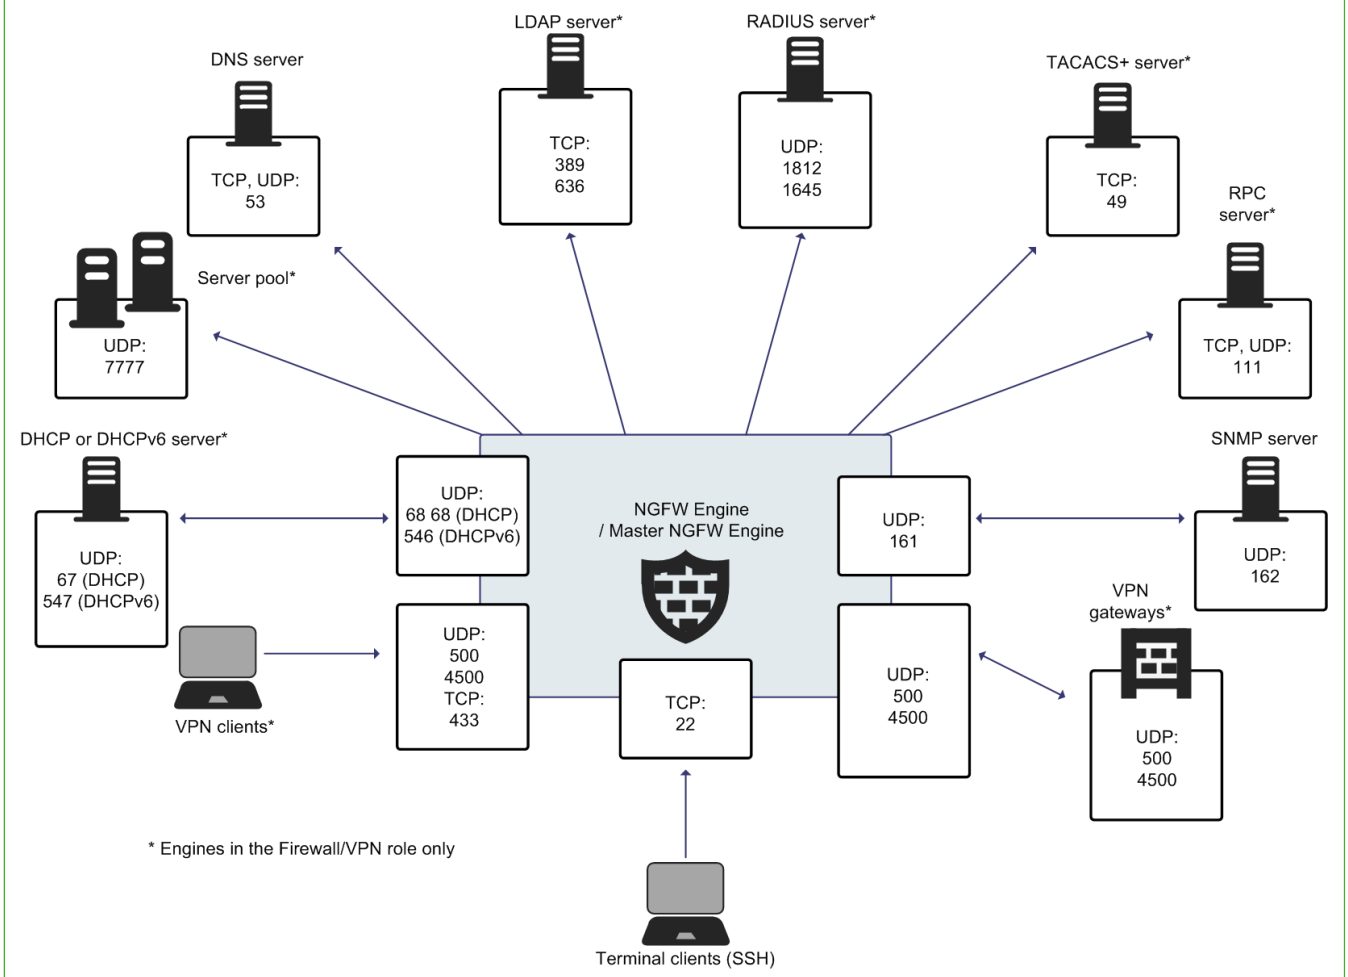 LDAP server*
RADIUS server*
DNS server
TACACS+ server*
TCP:
389
636
UDP:
1812
1645
TCP, UDP:
53
TCP:
49
RPC
server*
Server pool*
UDP:
7777
TCP, UDP:
111
DHCP or DHCPv6 server*
SNMP server
UDP:
67 (DHCP)
547 (DHCPv6)
UDP:
68 68 (DHCP)
546 (DHCPv6)
NGFW Engine
/ Master NGFW Engine
UDP:
161
UDP:
162
VPN
gateways*
VPN clients*
UDP:
500
4500
TCP:
433
TCP:
22
UDP:
500
4500
UDP:
500
4500
* Engines in the Firewall/VPN role only
Terminal clients (SSH)